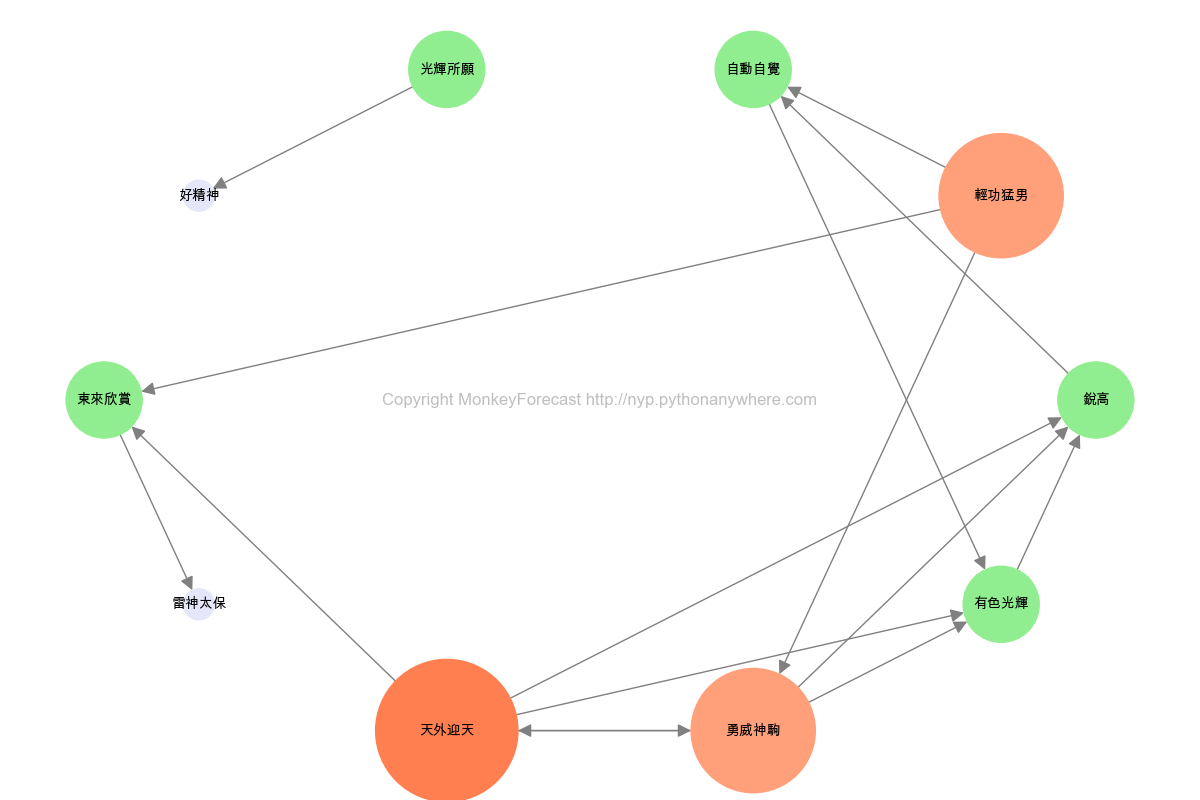 光輝所願
自動自覺
好精神
輕功猛男
東來欣賞
Copyright MonkeyForecast http://nyp.pythonanywhere.com
銳高
雷神太保
有色光輝
天外迎天
勇威神駒